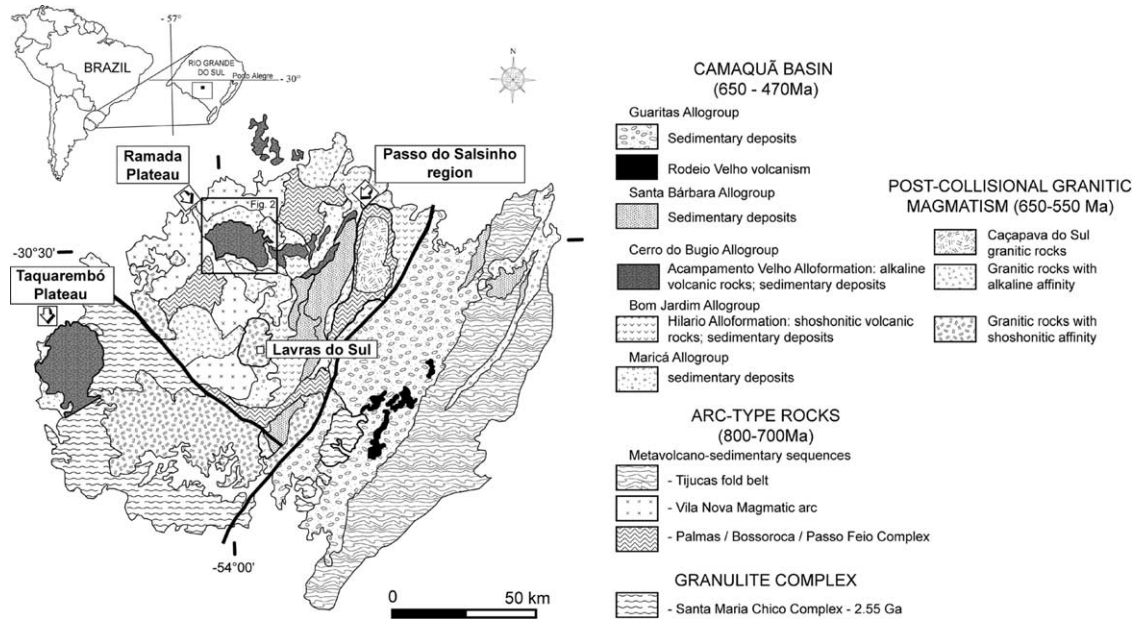 - 57°
BRAZIL
RIO GRANDE
DO SUL
Porto Alegre
- 30°
N
Ramada
Plateau
Passo do Salsinho
region
Fig. 2
-30°30'
Taquarembó
Plateau
Lavras do Sul
-54°00'
0
50 km
CAMAQUÃ BASIN
(650 - 470Ma)
Guaritas Allogroup
Sedimentary deposits
Rodeio Velho volcanism
Santa Bárbara Allogroup
Sedimentary deposits
Cerro do Bugio Allogroup
Acampamento Velho Alloformation: alkaline
volcanic rocks; sedimentary deposits
Bom Jardim Allogroup
Hilario Alloformation: shoshonitic volcanic
rocks; sedimentary deposits
Maricá Allogroup
sedimentary deposits
POST-COLLISIONAL GRANITIC
MAGMATISM (650-550 Ma)
Caçapava do Sul
granitic rocks
Granitic rocks with
alkaline affinity
Granitic rocks with
shoshonitic affinity
ARC-TYPE ROCKS
(800-700Ma)
Metavolcano-sedimentary sequences
- Tijucas fold belt
- Vila Nova Magmatic arc
- Palmas / Bossoroca / Passo Feio Complex
GRANULITE COMPLEX
- Santa Maria Chico Complex - 2.55 Ga